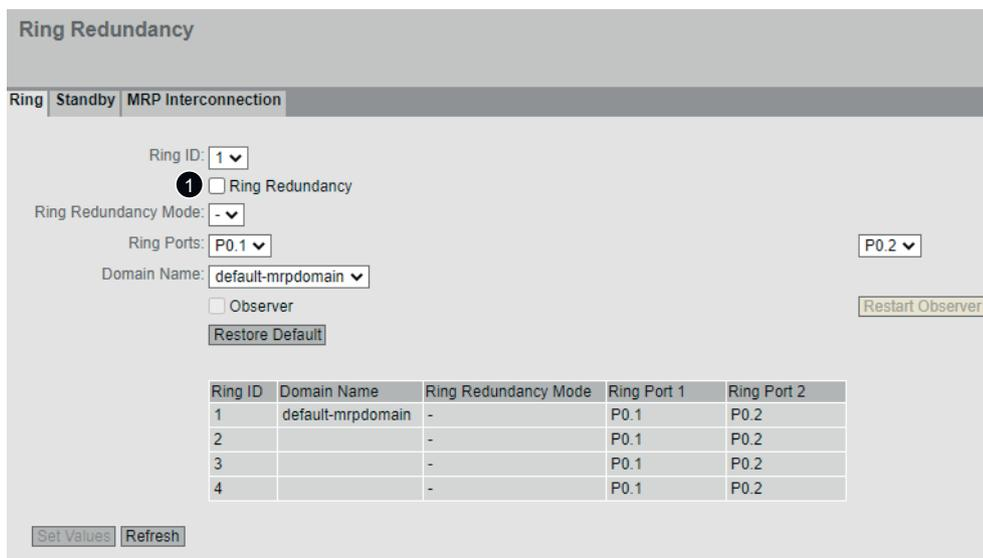 Ring Redundancy
Ring Standby MRP Interconnection
Ring ID: 1
1 Ring Redundancy
Ring Redundancy Mode: -
Ring Ports: P0.1 P0.2
Domain Name: default-mrpdomain
Observer Restart Observer
Restore Default
Ring ID Domain Name Ring Redundancy Mode Ring Port 1 Ring Port 2
1 default-mrpdomain - P0.1 P0.2
2 - P0.1 P0.2
3 - P0.1 P0.2
4 - P0.1 P0.2
Set Values Refresh